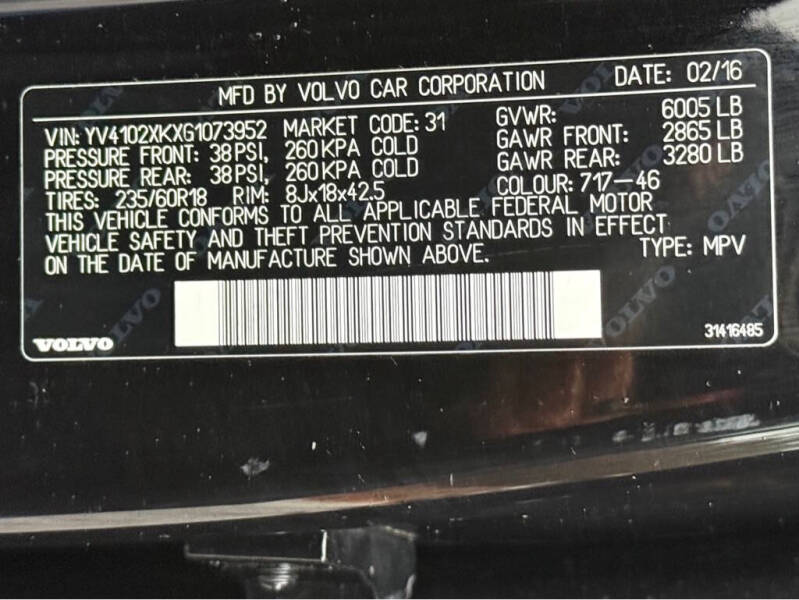 MFD BY VOLVO CAR CORPORATION DATE: 02/16
VIN: YV4102XKXG1073952 MARKET CODE: 31 GVWR: 6005 LB
PRESSURE FRONT: 38 PSI, 260 KPA COLD GAWR FRONT: 2865 LB
PRESSURE REAR: 38 PSI, 260 KPA COLD GAWR REAR: 3280 LB
TIRES: 235/60R18 RIM: 8Jx18x42.5 COLOUR: 717-46
THIS VEHICLE CONFORMS TO ALL APPLICABLE FEDERAL MOTOR
VEHICLE SAFETY AND THEFT PREVENTION STANDARDS IN EFFECT
ON THE DATE OF MANUFACTURE SHOWN ABOVE. TYPE: MPV
VOLVO 31416485